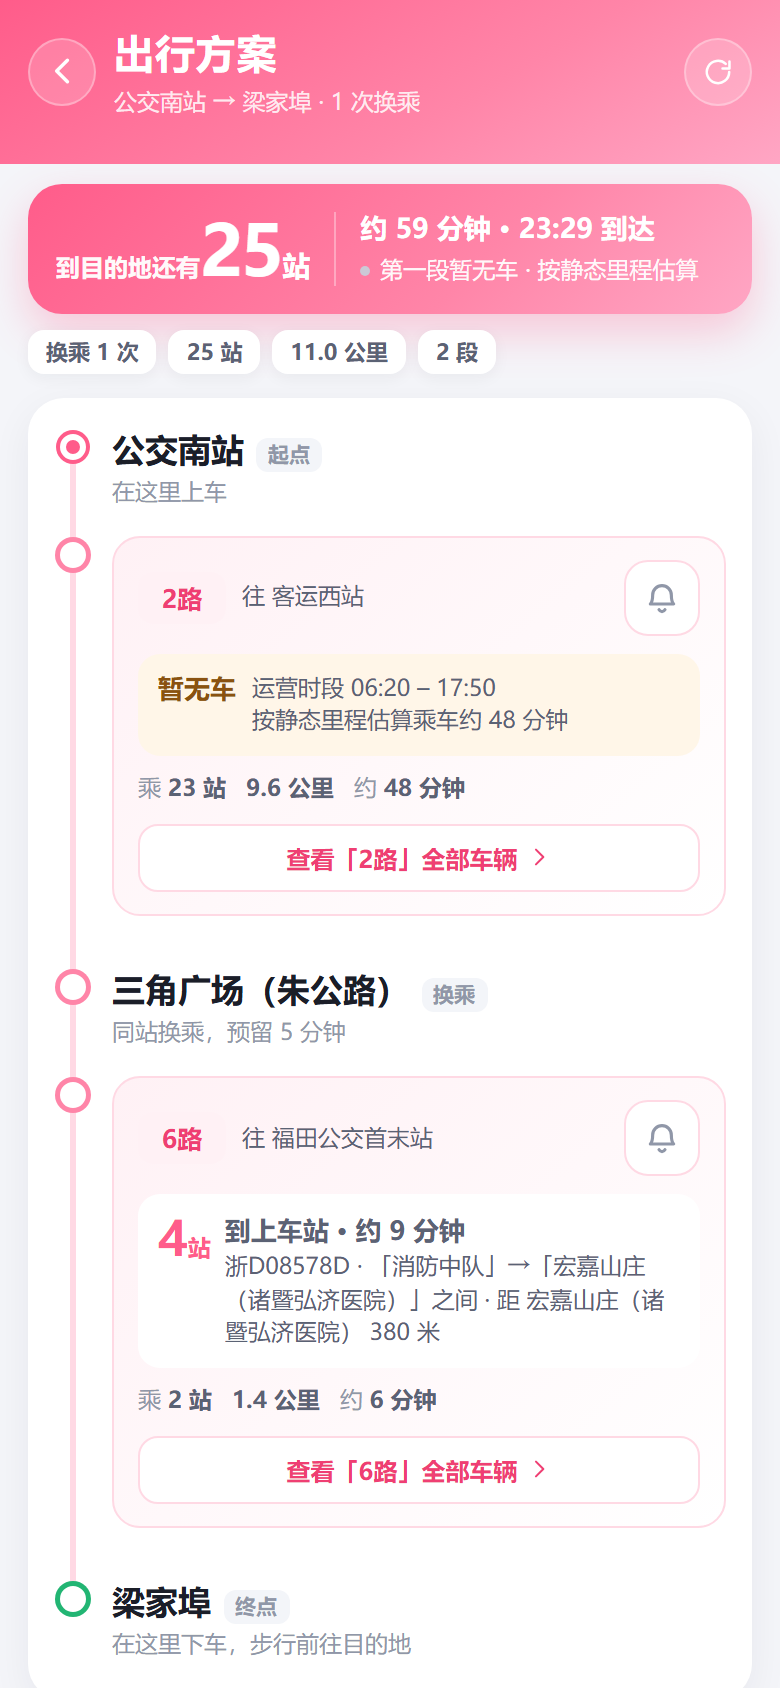 出行方案
公交南站 → 梁家埠 · 1 次换乘
到目的地还有25站
约 59 分钟 · 23:29 到达
第一段暂无车 · 按静态里程估算
换乘 1 次
25 站
11.0 公里
2 段
公交南站 起点
在这里上车
2路 往 客运西站
暂无车 运营时段 06:20 – 17:50
按静态里程估算乘车约 48 分钟
乘 23 站 9.6 公里 约 48 分钟
查看「2路」全部车辆
三角广场（朱公路） 换乘
同站换乘，预留 5 分钟
6路 往 福田公交首末站
4站 到上车站 · 约 9 分钟
浙D08578D · 「消防中队」→「宏嘉山庄
（诸暨弘济医院）」之间 · 距 宏嘉山庄（诸
暨弘济医院） 380 米
乘 2 站 1.4 公里 约 6 分钟
查看「6路」全部车辆
梁家埠 终点
在这里下车，步行前往目的地